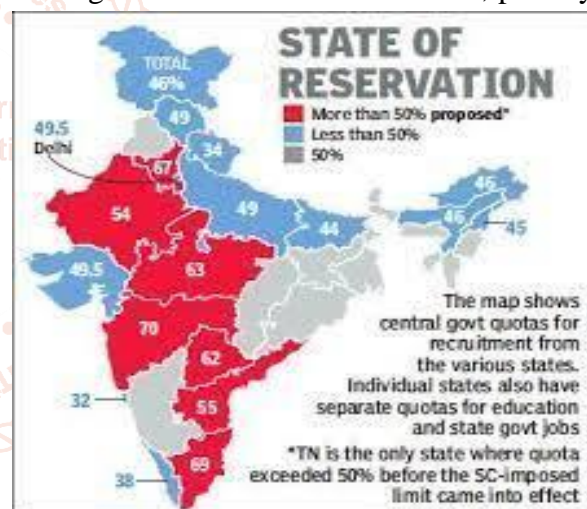 STATE OF
RESERVATION
More than 50% proposed*
Less than 50%
50%
TOTAL
46%
49
34
49.5
Delhi
67
54
49
44
46
46
45
49.5
63
70
62
32
55
69
38
The map shows
central govt quotas for
recruitment from
the various states.
Individual states also have
separate quotas for education
and state govt jobs
*TN is the only state where quota
exceeded 50% before the SC-imposed
limit came into effect